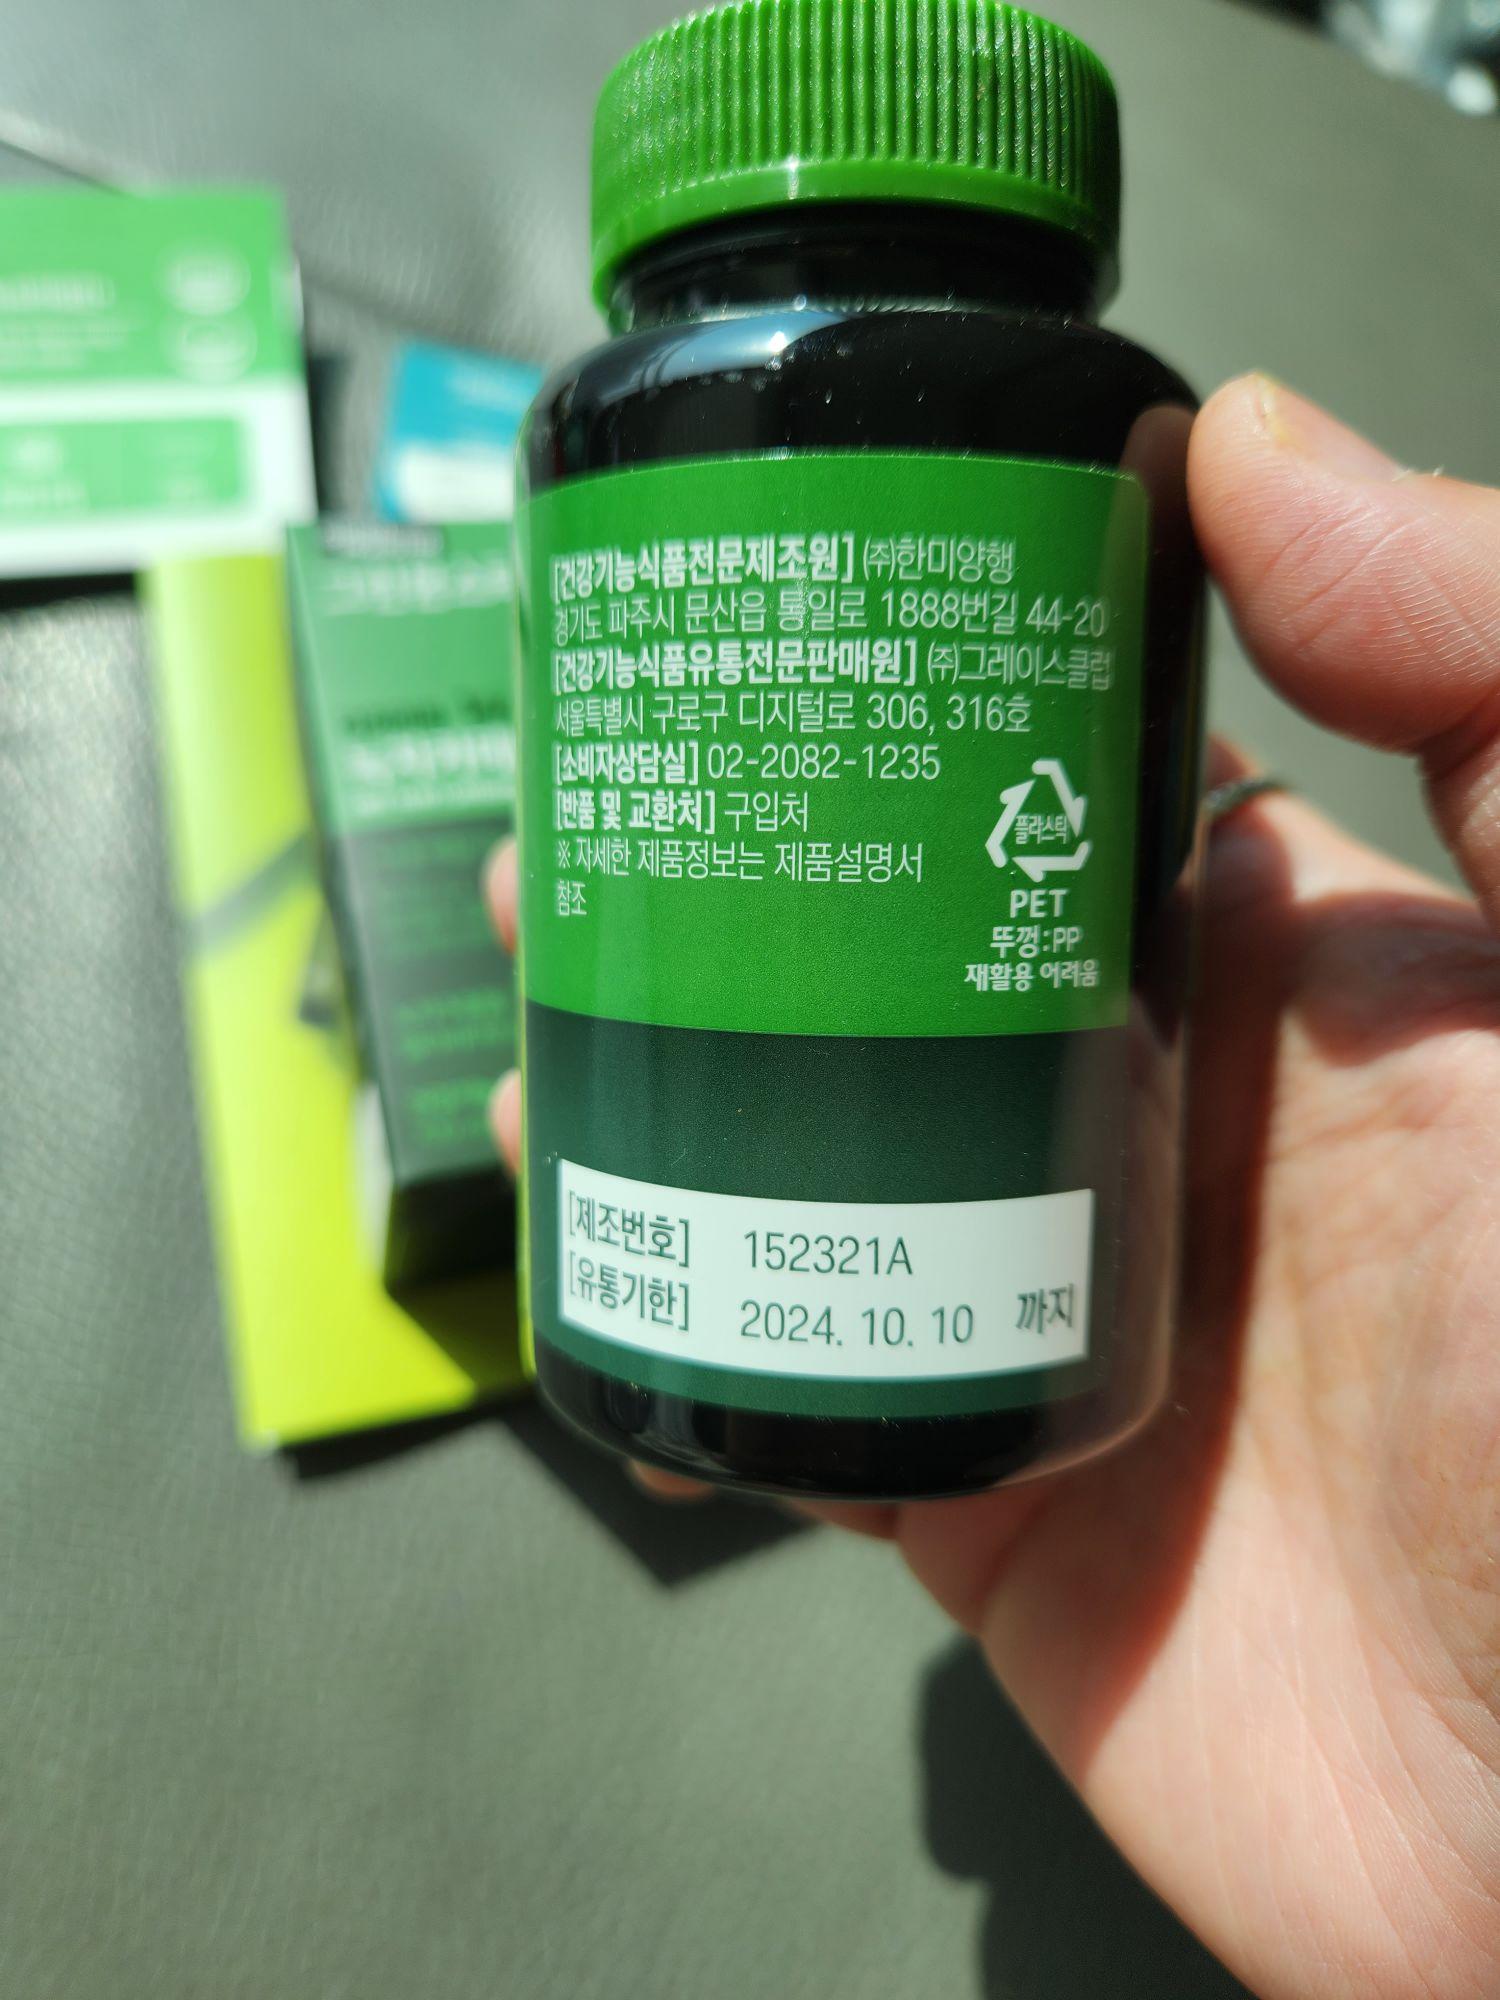 [건강기능식품전문제조원] ㈜한미양행
경기도 파주시 문산읍 통일로 1888번길 44-20
[건강기능식품유통전문판매원] ㈜그레이스클럽
서울특별시 구로구 디지털로 306, 316호
[소비자상담실] 02-2082-1235
[반품 및 교환처] 구입처
※ 자세한 제품정보는 제품설명서
참조
플라스틱
PET
뚜껑:PP
재활용 어려움
[제조번호] 152321A
[유통기한] 2024. 10. 10 까지